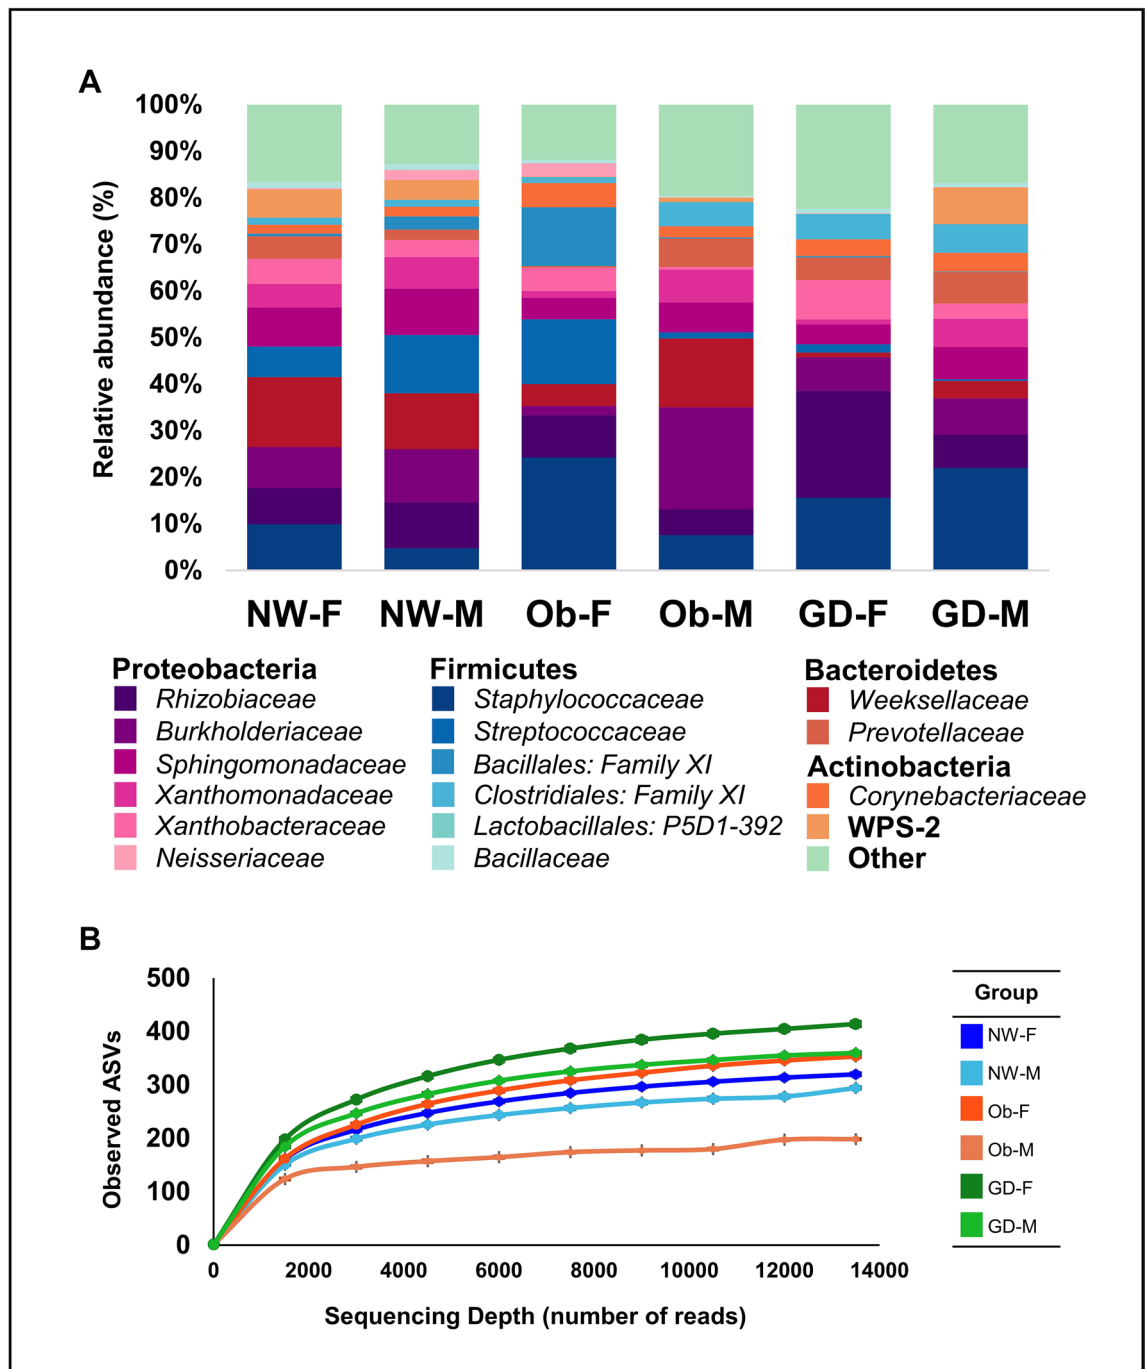 A
Relative abundance (%)
100%
90%
80%
70%
60%
50%
40%
30%
20%
10%
0%
NW-F NW-M Ob-F Ob-M GD-F GD-M
Proteobacteria
Rhizobiaceae
Burkholderiaceae
Sphingomonadaceae
Xanthomonadaceae
Xanthobacteraceae
Neisseriaceae
Firmicutes
Staphylococcaceae
Streptococcaceae
Bacillales: Family XI
Clostridiales: Family XI
Lactobacillales: P5D1-392
Bacillaceae
Bacteroidetes
Weeksellaceae
Prevotellaceae
Actinobacteria
Corynebacteriaceae
WPS-2
Other
B
Observed ASVs
500
400
300
200
100
0
0 2000 4000 6000 8000 10000 12000 14000
Sequencing Depth (number of reads)
Group
NW-F
NW-M
Ob-F
Ob-M
GD-F
GD-M